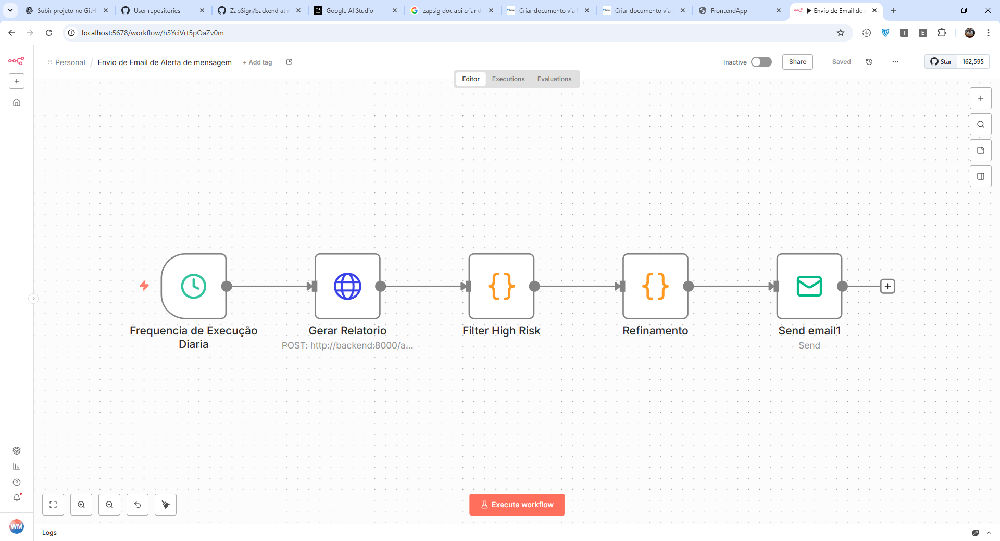 Subir projeto no GitH
User repositories
ZapSign/backend at
Google AI Studio
zapsig doc api criar d
Criar documento via
Criar documento via
FrontendApp
Envio de Email de
localhost:5678/workflow/h3YciVrt5pOaZv0m
I
E
Personal / Envio de Email de Alerta de mensagem
+ Add tag
Inactive
Share
Saved
...
Star
162,595
Editor
Executions
Evaluations
Frequencia de Execução
Diaria
Gerar Relatorio
POST: http://backend:8000/a...
Filter High Risk
Refinamento
Send email1
Send
Execute workflow
WM
Logs